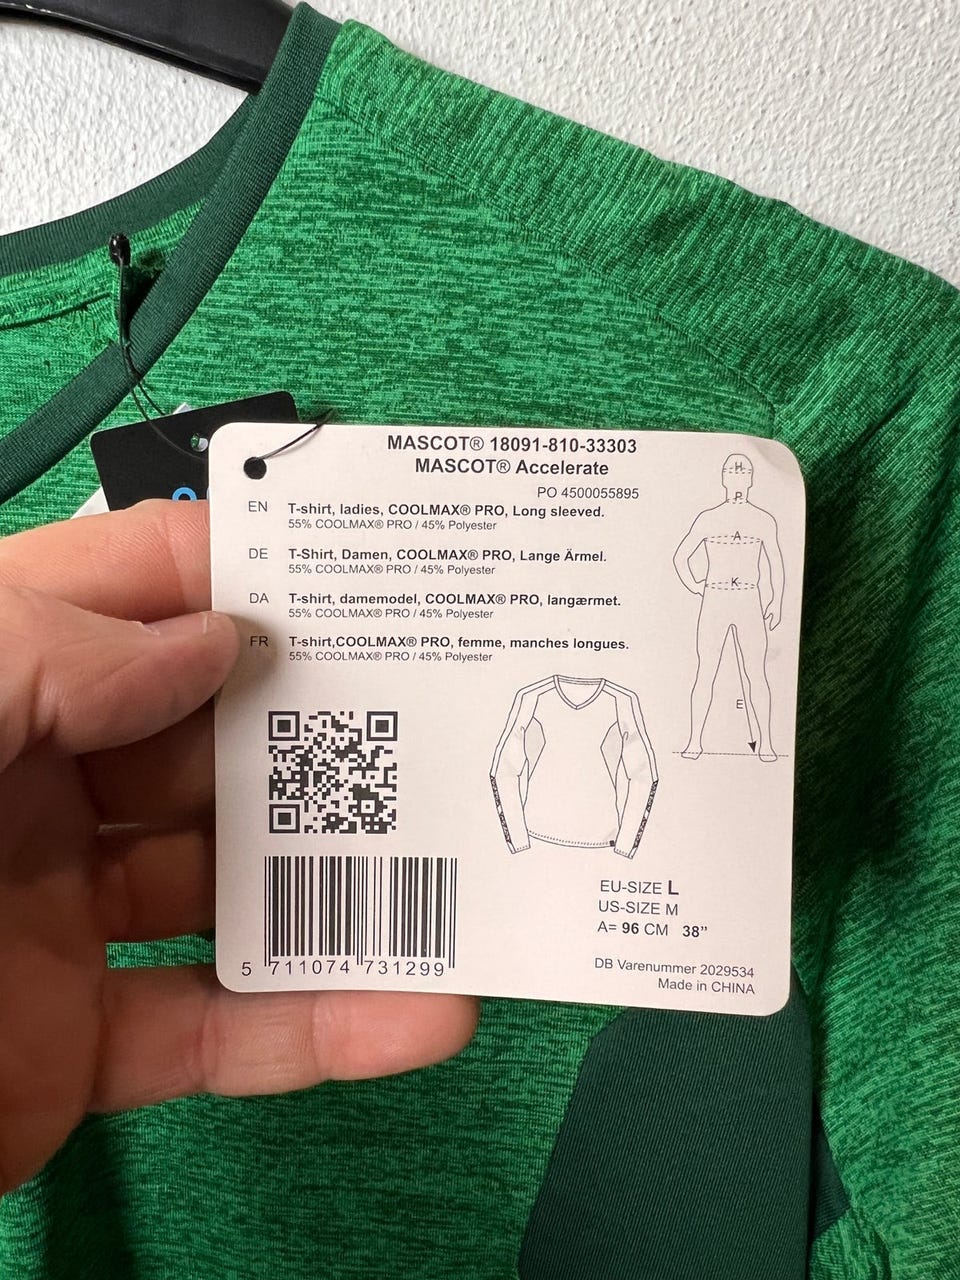 MASCOT® 18091-810-33303
MASCOT® Accelerate
PO 4500055895
EN T-shirt, ladies, COOLMAX® PRO, Long sleeved.
55% COOLMAX® PRO / 45% Polyester
DE T-Shirt, Damen, COOLMAX® PRO, Lange Ärmel.
55% COOLMAX® PRO / 45% Polyester
DA T-shirt, damemodel, COOLMAX® PRO, langærmet.
55% COOLMAX® PRO / 45% Polyester
FR T-shirt,COOLMAX® PRO, femme, manches longues.
55% COOLMAX® PRO / 45% Polyester
H
P
A
K
E
EU-SIZE L
US-SIZE M
A= 96 CM 38”
5 711074 731299
DB Varenummer 2029534
Made in CHINA